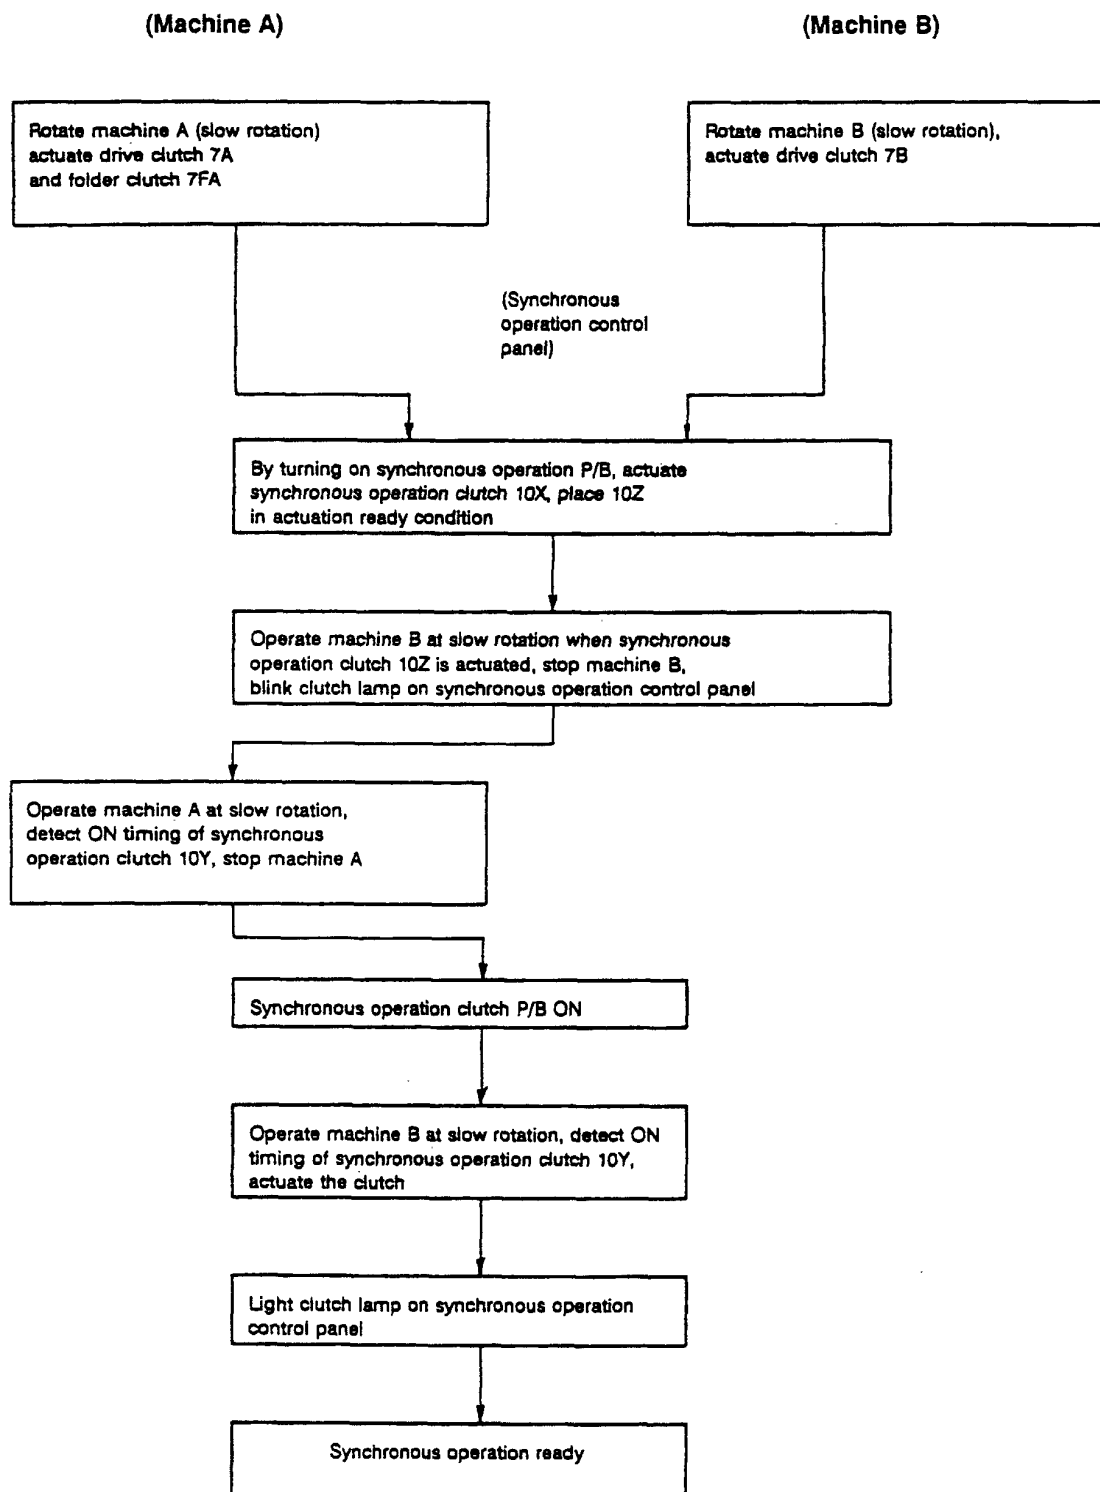 (Machine A)
(Machine B)
Rotate machine A (slow rotation)
actuate drive clutch 7A
and folder clutch 7FA
Rotate machine B (slow rotation),
actuate drive clutch 7B
(Synchronous
operation control
panel)
By turning on synchronous operation P/B, actuate
synchronous operation clutch 10X, place 10Z
in actuation ready condition
Operate machine B at slow rotation when synchronous
operation clutch 10Z is actuated, stop machine B,
blink clutch lamp on synchronous operation control panel
Operate machine A at slow rotation,
detect ON timing of synchronous
operation clutch 10Y, stop machine A
Synchronous operation clutch P/B ON
Operate machine B at slow rotation, detect ON
timing of synchronous operation clutch 10Y,
actuate the clutch
Light clutch lamp on synchronous operation
control panel
Synchronous operation ready